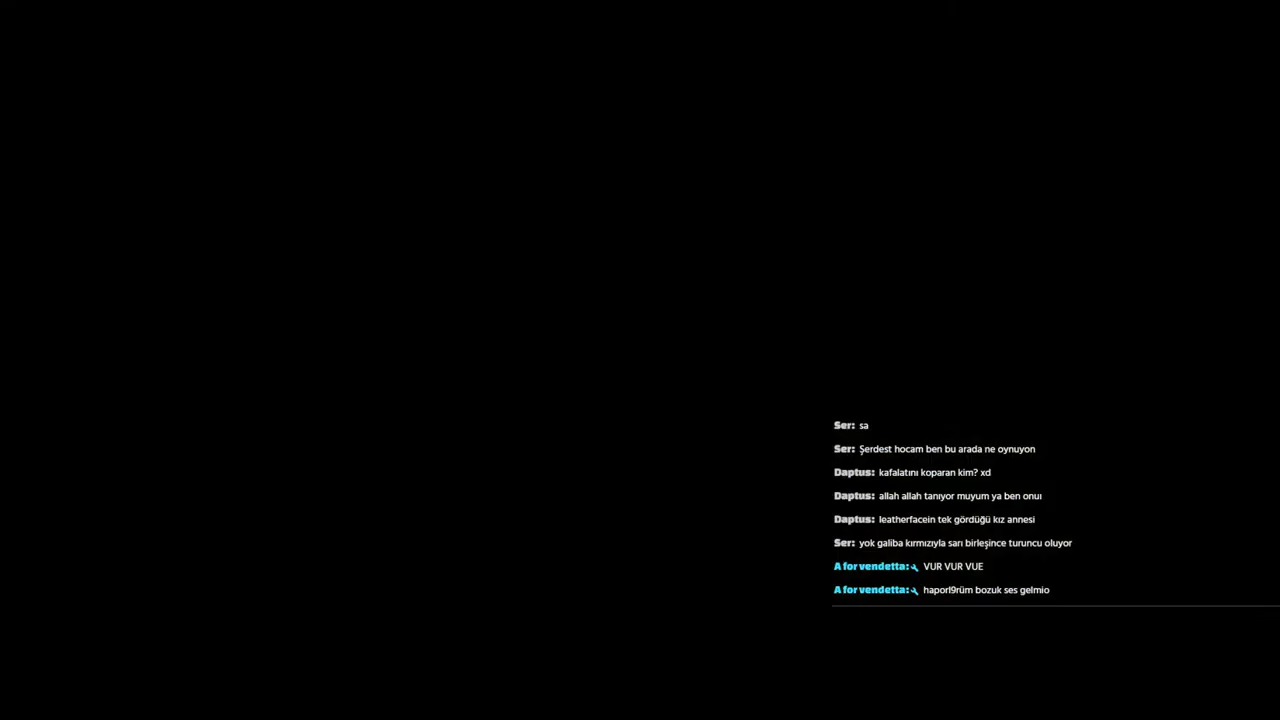 Ser: sa
Ser: Şerdest hocam ben bu arada ne oynuyon
Daptus: kafalatını koparan kim? xd
Daptus: allah allah tanıyor muyum ya ben onuı
Daptus: leatherfacein tek gördüğü kız annesi
Ser: yok galiba kırmızıyla sarı birleşince turuncu oluyor
A for vendetta: VUR VUR VUE
A for vendetta: haporl9rüm bozuk ses gelmio